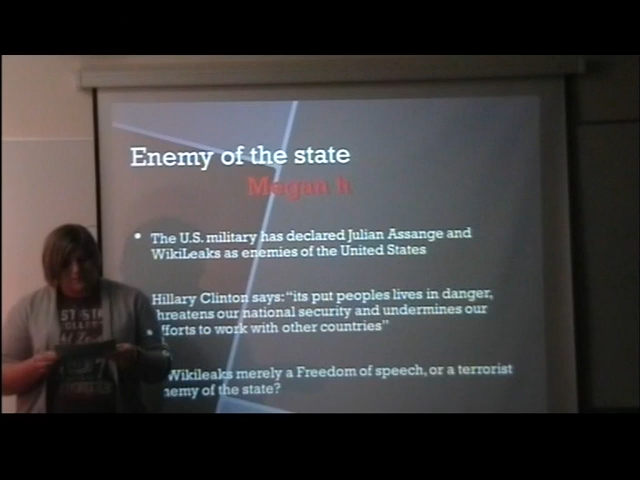 Enemy of the state
Megan h
• The U.S. military has declared Julian Assange and
WikiLeaks as enemies of the United States
Hillary Clinton says: “its put peoples lives in danger,
threatens our national security and undermines our
efforts to work with other countries”
Wikileaks merely a Freedom of speech, or a terrorist
enemy of the state?